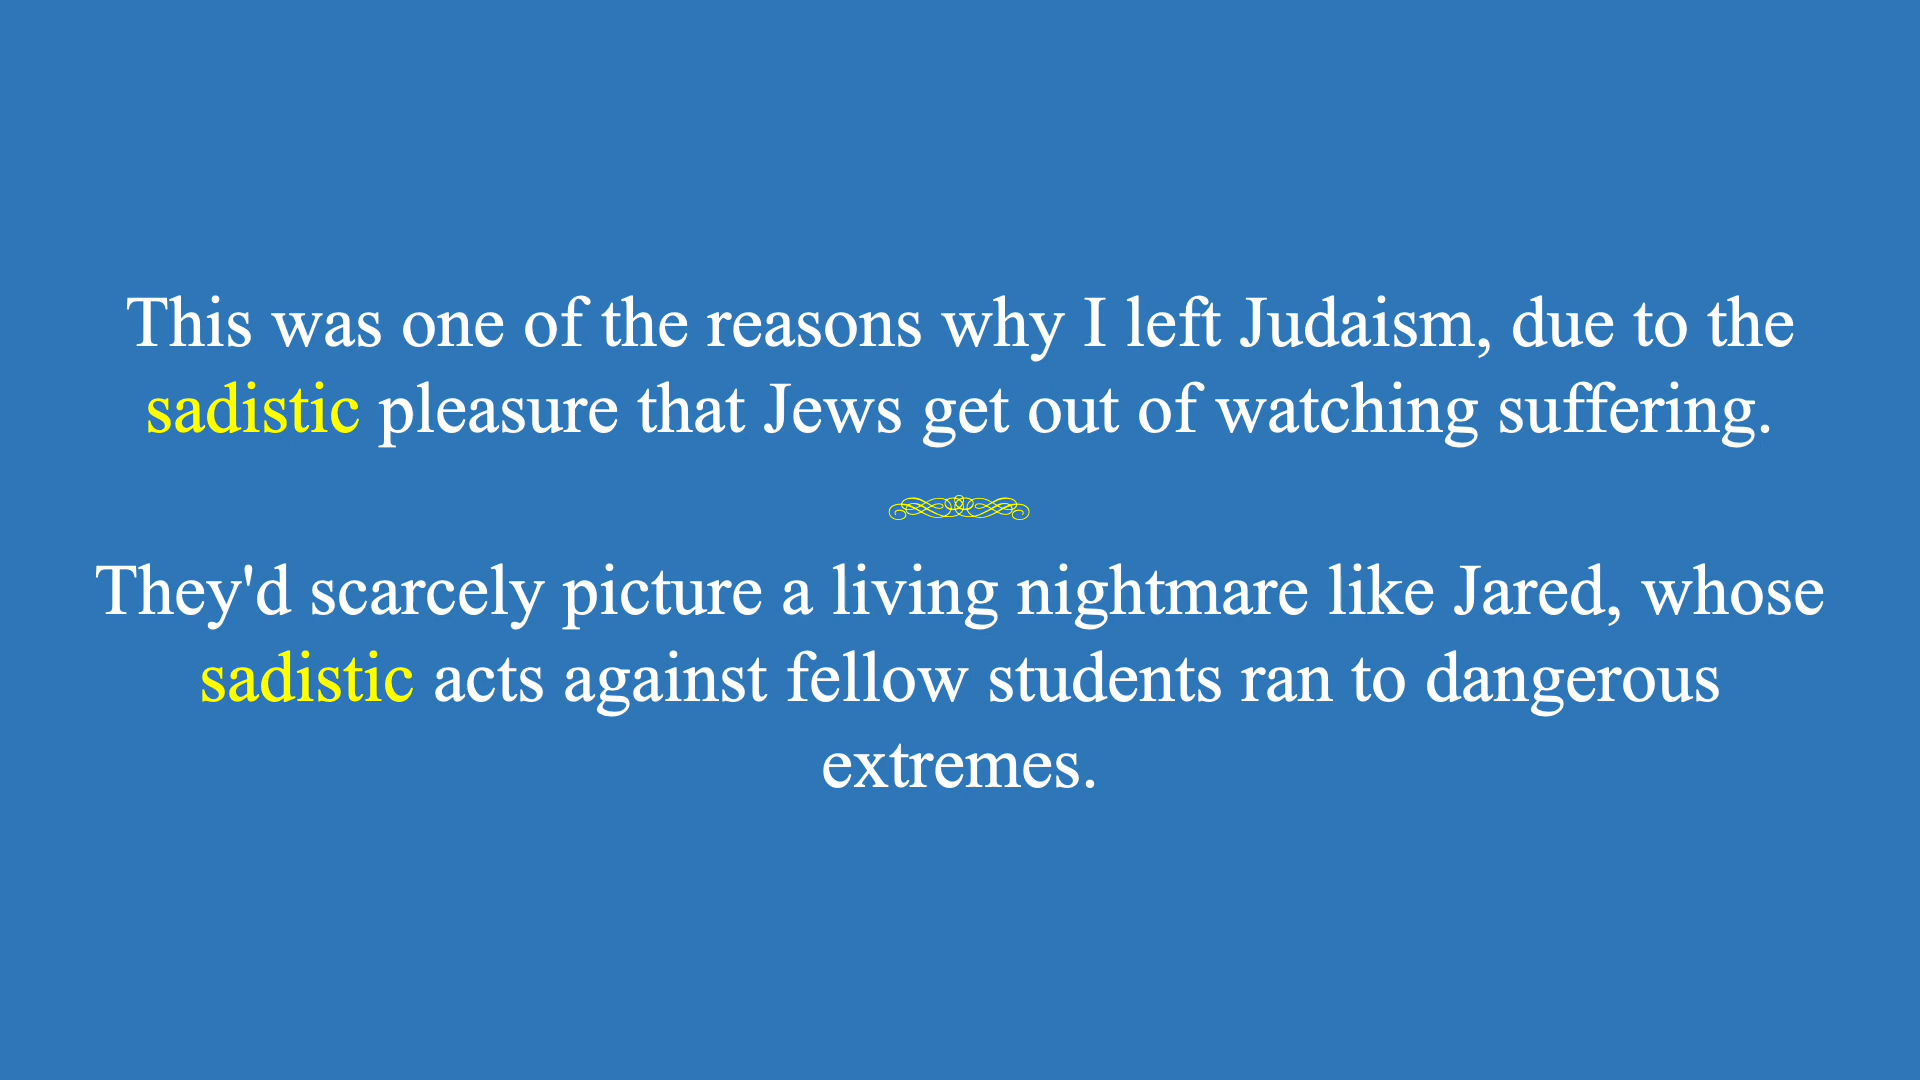 This was one of the reasons why I left Judaism, due to the
sadistic pleasure that Jews get out of watching suffering.
They'd scarcely picture a living nightmare like Jared, whose
sadistic acts against fellow students ran to dangerous
extremes.